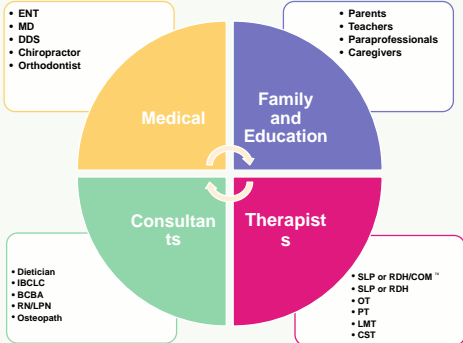 • ENT
• MD
• DDS
• Chiropractor
• Orthodontist
• Parents
• Teachers
• Paraprofessionals
• Caregivers
Medical
Family
and
Education
Consultan
ts
Therapist
s
• Dietician
• IBCLC
• BCBA
• RN/LPN
• Osteopath
• SLP or RDH/COM ™
• SLP or RDH
• OT
• PT
• LMT
• CST